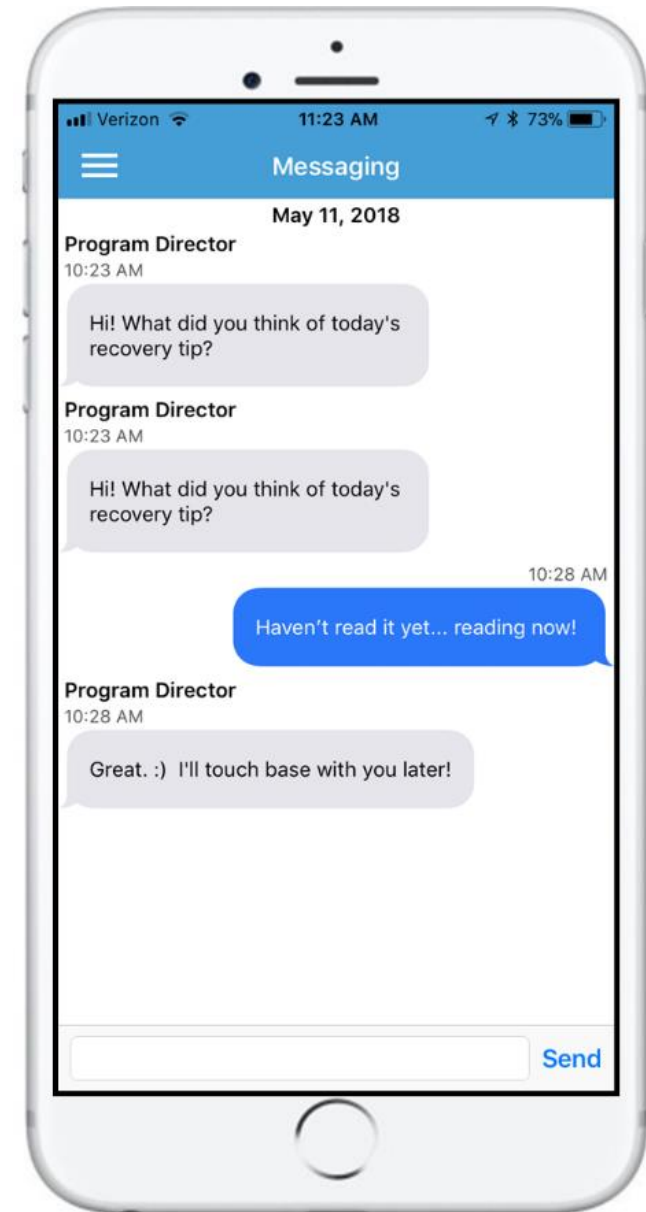 Verizon 11:23 AM 73%
Messaging
May 11, 2018
Program Director
10:23 AM
Hi! What did you think of today's
recovery tip?
Program Director
10:23 AM
Hi! What did you think of today's
recovery tip?
10:28 AM
Haven’t read it yet... reading now!
Program Director
10:28 AM
Great. :)  I'll touch base with you later!
Send